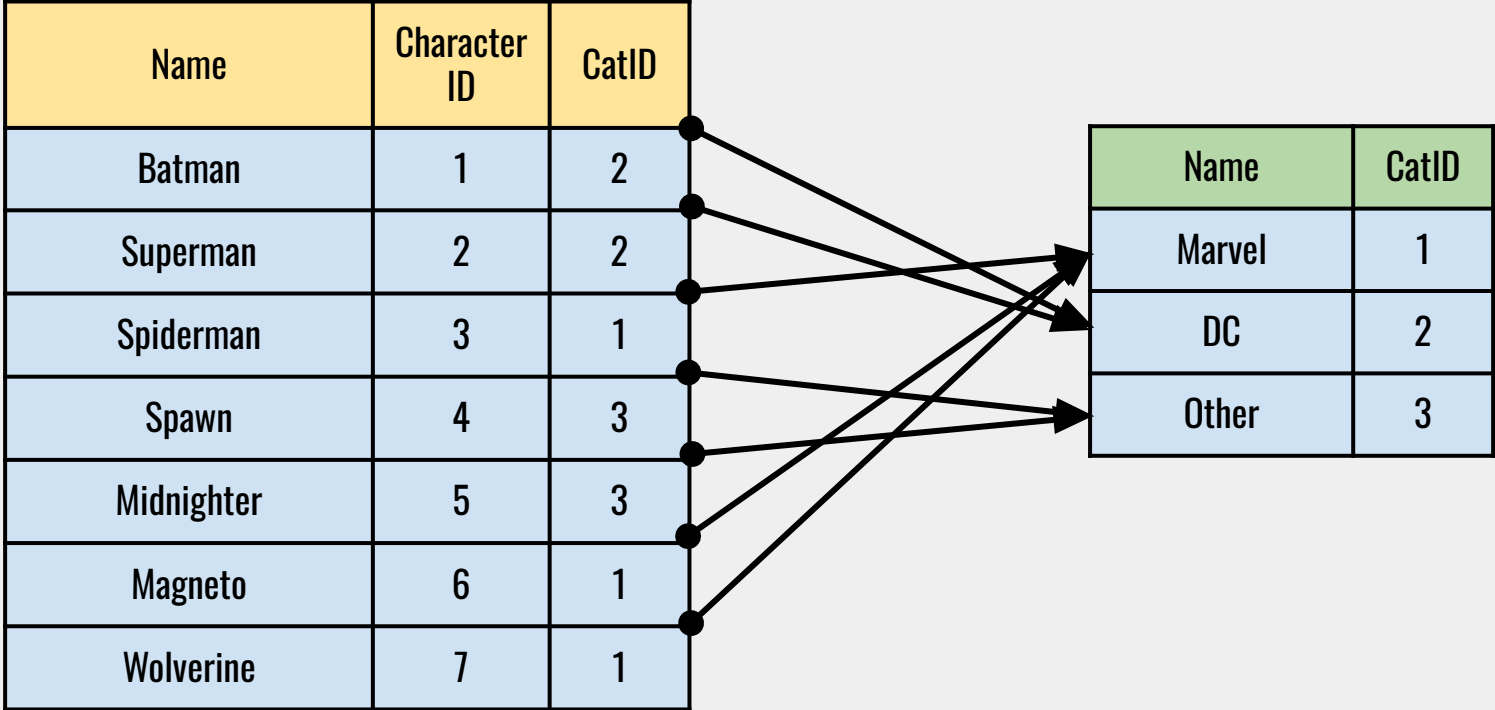 Name Character ID CatID
Batman 1 2
Superman 2 2
Spiderman 3 1
Spawn 4 3
Midnighter 5 3
Magneto 6 1
Wolverine 7 1
Name CatID
Marvel 1
DC 2
Other 3